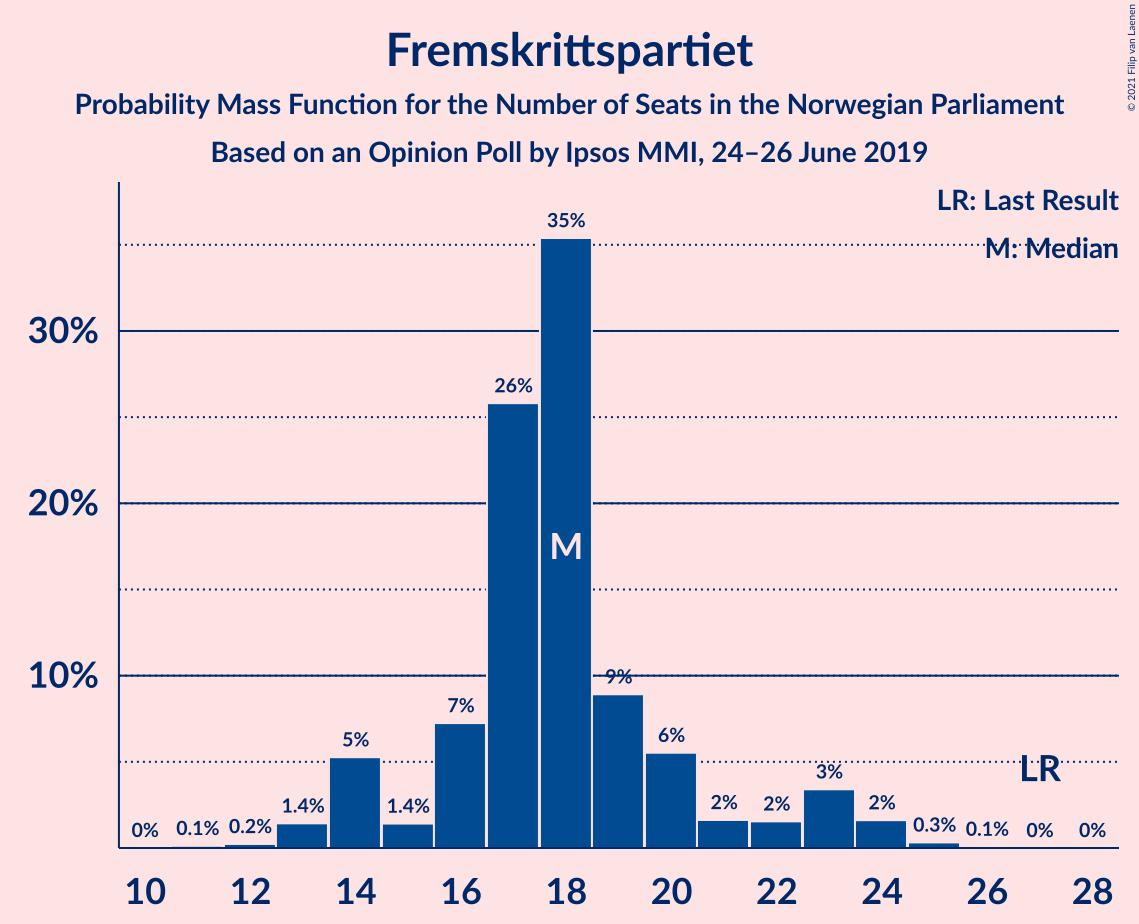 Fremskrittspartiet
Probability Mass Function for the Number of Seats in the Norwegian Parliament
Based on an Opinion Poll by Ipsos MMI, 24–26 June 2019
© 2021 Filip van Laenen
LR: Last Result
M: Median
30%
20%
10%
0%
0.1%
0.2%
1.4%
5%
1.4%
7%
26%
35%
M
9%
6%
2%
2%
3%
2%
0.3%
0.1%
0%
LR
0%
10 12 14 16 18 20 22 24 26 28